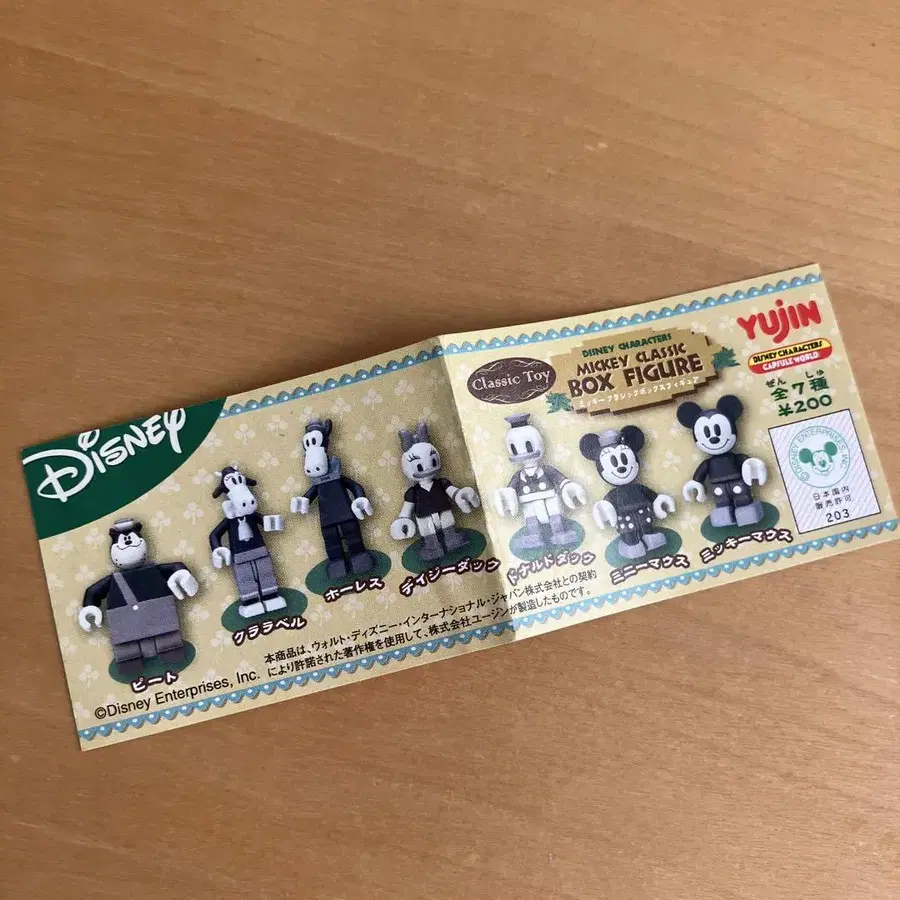 Disney
Classic Toy
DISNEY CHARACTERS
MICKEY CLASSIC
BOX FIGURE
ミッキークラシックボックスフィギュア
YUJIN
DISNEY CHARACTERS
CAPSULE WORLD
ぜん しゅ
全7種
¥200
DISNEY ENTERPRISES, INC.
日本国内
販売許可
203
ピート
クララベル
ホーレス
デイジーダック
ドナルドダック
ミニーマウス
ミッキーマウス
本商品は、ウォルト・ディズニー・インターナショナル・ジャパン株式会社との契約
により許諾された著作権を使用して、株式会社ユージンが製造したものです。
©Disney Enterprises, Inc.